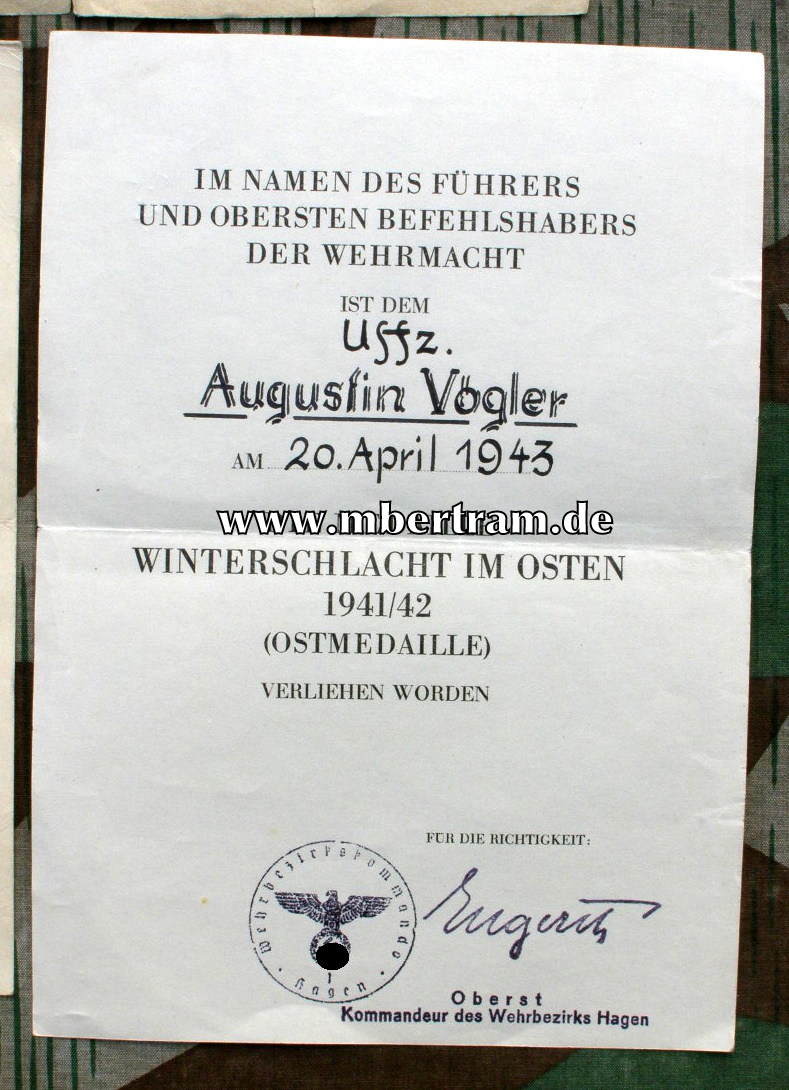 IM NAMEN DES FÜHRERS
UND OBERSTEN BEFEHLSHABERS
DER WEHRMACHT
IST DEM
Uffz.
Augustin Vögler
AM 20. April 1943
www.mbertram.de
WINTERSCHLACHT IM OSTEN
1941/42
(OSTMEDAILLE)
VERLIEHEN WORDEN
FÜR DIE RICHTIGKEIT:
Wehrbezirkskommando
Hagen
Oberst
Kommandeur des Wehrbezirks Hagen